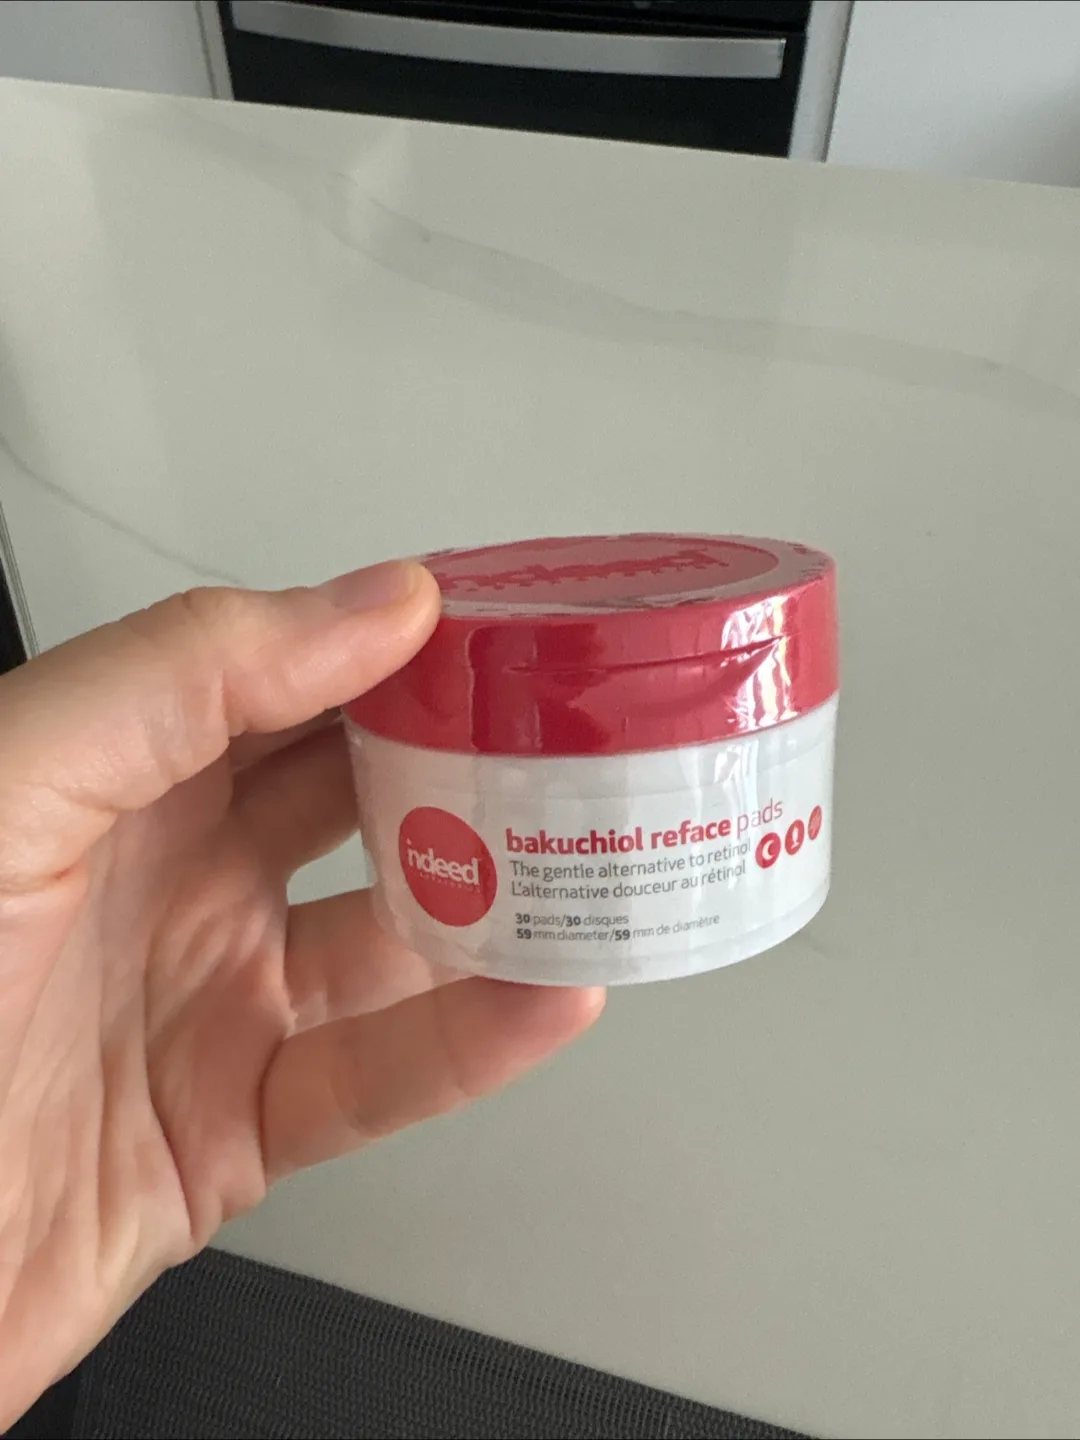 indeed
indeed
laboratories
bakuchiol reface pads
The gentle alternative to retinol
L'alternative douceur au rétinol
30 pads/30 disques
59 mm diameter/59 mm de diamètre